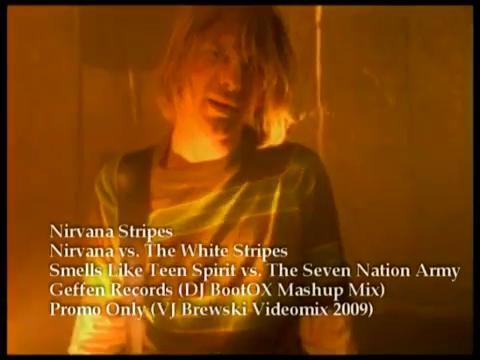 Nirvana Stripes
Nirvana vs. The White Stripes
Smells Like Teen Spirit vs. The Seven Nation Army
Geffen Records (DJ BootOX Mashup Mix)
Promo Only (VJ Brewski Videomix 2009)